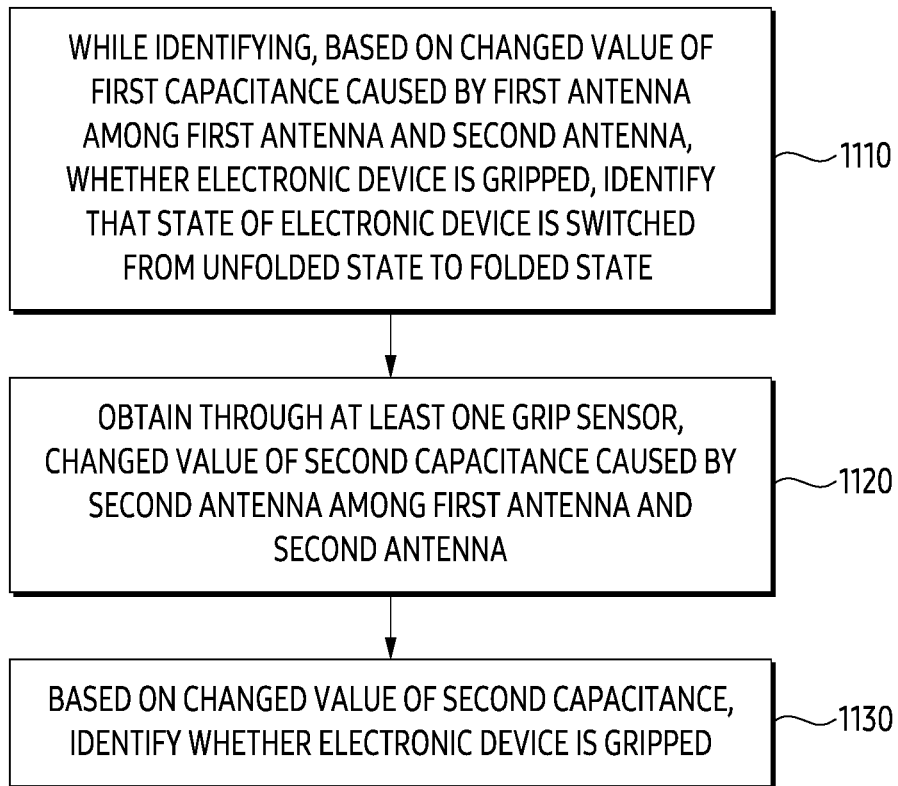 WHILE IDENTIFYING, BASED ON CHANGED VALUE OF
FIRST CAPACITANCE CAUSED BY FIRST ANTENNA
AMONG FIRST ANTENNA AND SECOND ANTENNA,
WHETHER ELECTRONIC DEVICE IS GRIPPED, IDENTIFY
THAT STATE OF ELECTRONIC DEVICE IS SWITCHED
FROM UNFOLDED STATE TO FOLDED STATE
1110
OBTAIN THROUGH AT LEAST ONE GRIP SENSOR,
CHANGED VALUE OF SECOND CAPACITANCE CAUSED BY
SECOND ANTENNA AMONG FIRST ANTENNA AND
SECOND ANTENNA
1120
BASED ON CHANGED VALUE OF SECOND CAPACITANCE,
IDENTIFY WHETHER ELECTRONIC DEVICE IS GRIPPED
1130